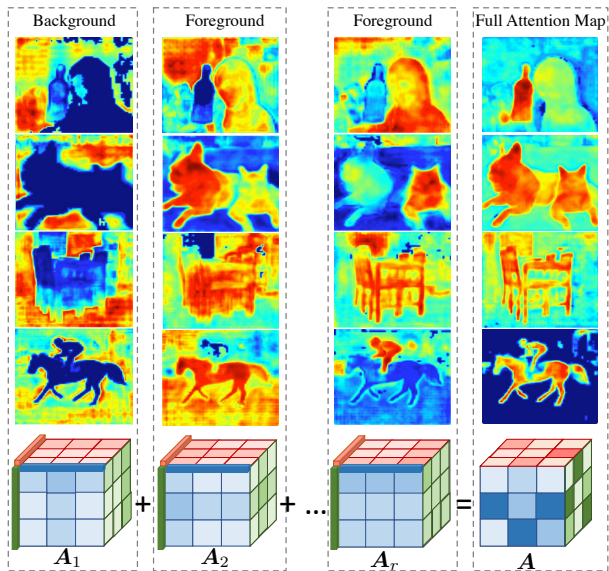 Background
Foreground
Foreground
Full Attention Map
A₁ + A₂ + ... Aᵣ = A